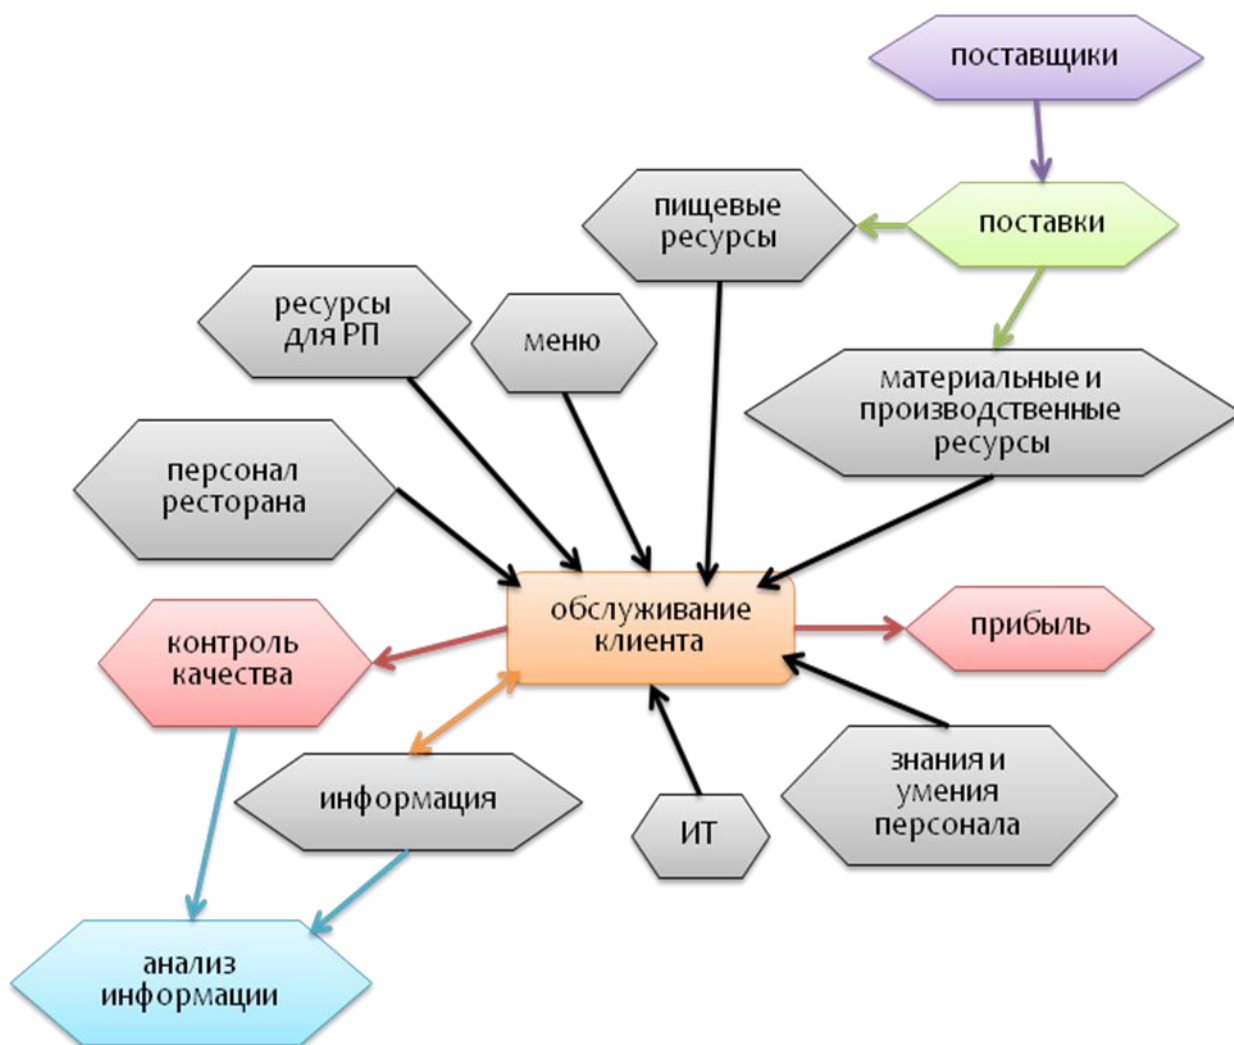 поставщики
поставки
пищевые
ресурсы
ресурсы
для РП
меню
материальные и
производственные
ресурсы
персонал
ресторана
обслуживание
клиента
прибыль
контроль
качества
информация
ИТ
знания и
умения
персонала
анализ
информации